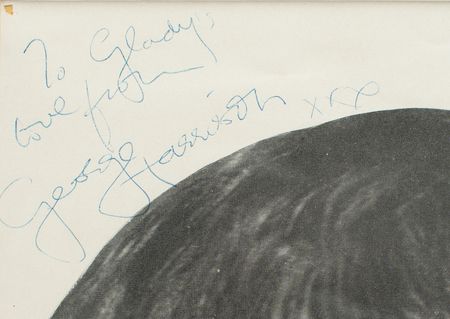 To Gladys,
love from
George Harrison xxx